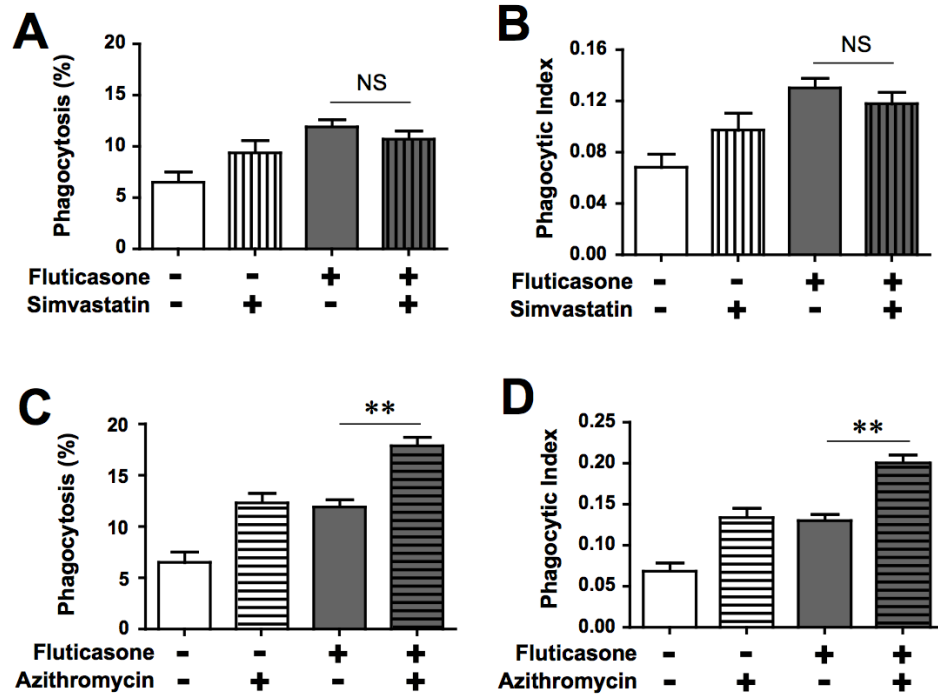 A
Phagocytosis (%)
20
15
10
5
0
NS
Fluticasone - - + +
Simvastatin - + - +
B
Phagocytic Index
0.16
0.12
0.08
0.04
0.00
NS
Fluticasone - - + +
Simvastatin - + - +
C
Phagocytosis (%)
20
15
10
5
0
**
Fluticasone - - + +
Azithromycin - + - +
D
Phagocytic Index
0.25
0.20
0.15
0.10
0.05
0.00
**
Fluticasone - - + +
Azithromycin - + - +